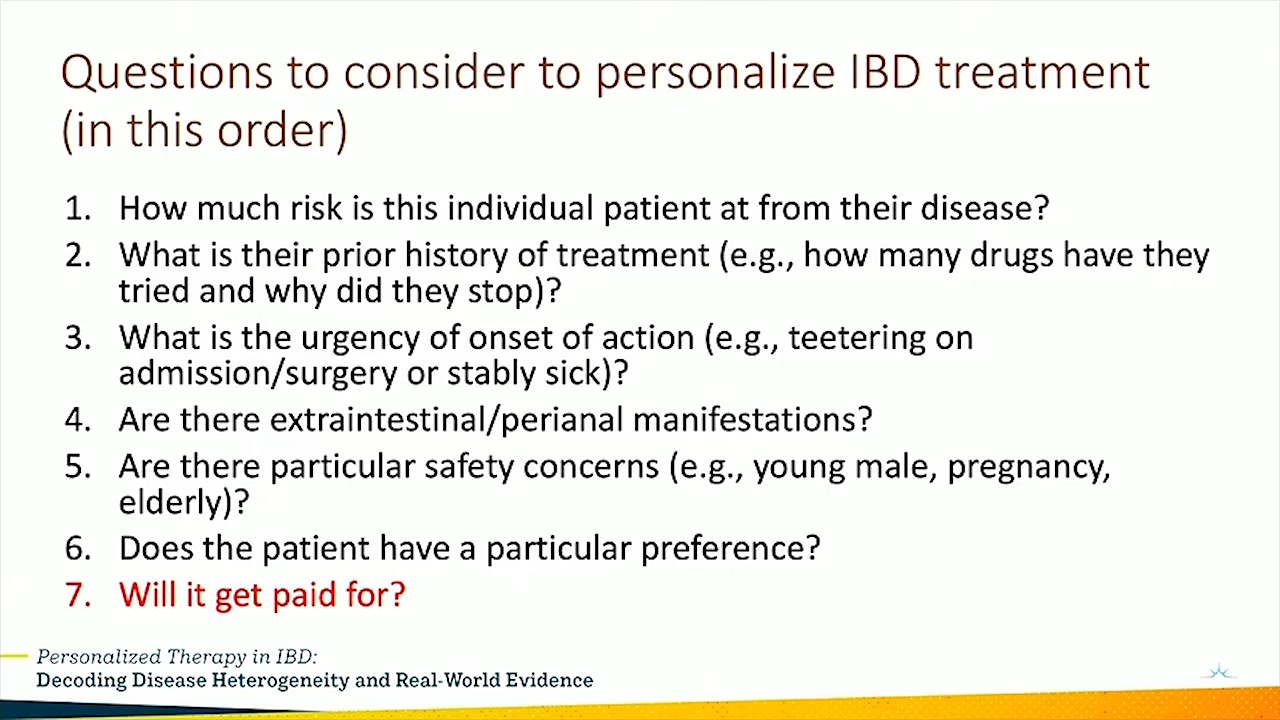 Questions to consider to personalize IBD treatment
(in this order)
1. How much risk is this individual patient at from their disease?
2. What is their prior history of treatment (e.g., how many drugs have they
tried and why did they stop)?
3. What is the urgency of onset of action (e.g., teetering on
admission/surgery or stably sick)?
4. Are there extraintestinal/perianal manifestations?
5. Are there particular safety concerns (e.g., young male, pregnancy,
elderly)?
6. Does the patient have a particular preference?
7. Will it get paid for?
Personalized Therapy in IBD:
Decoding Disease Heterogeneity and Real-World Evidence